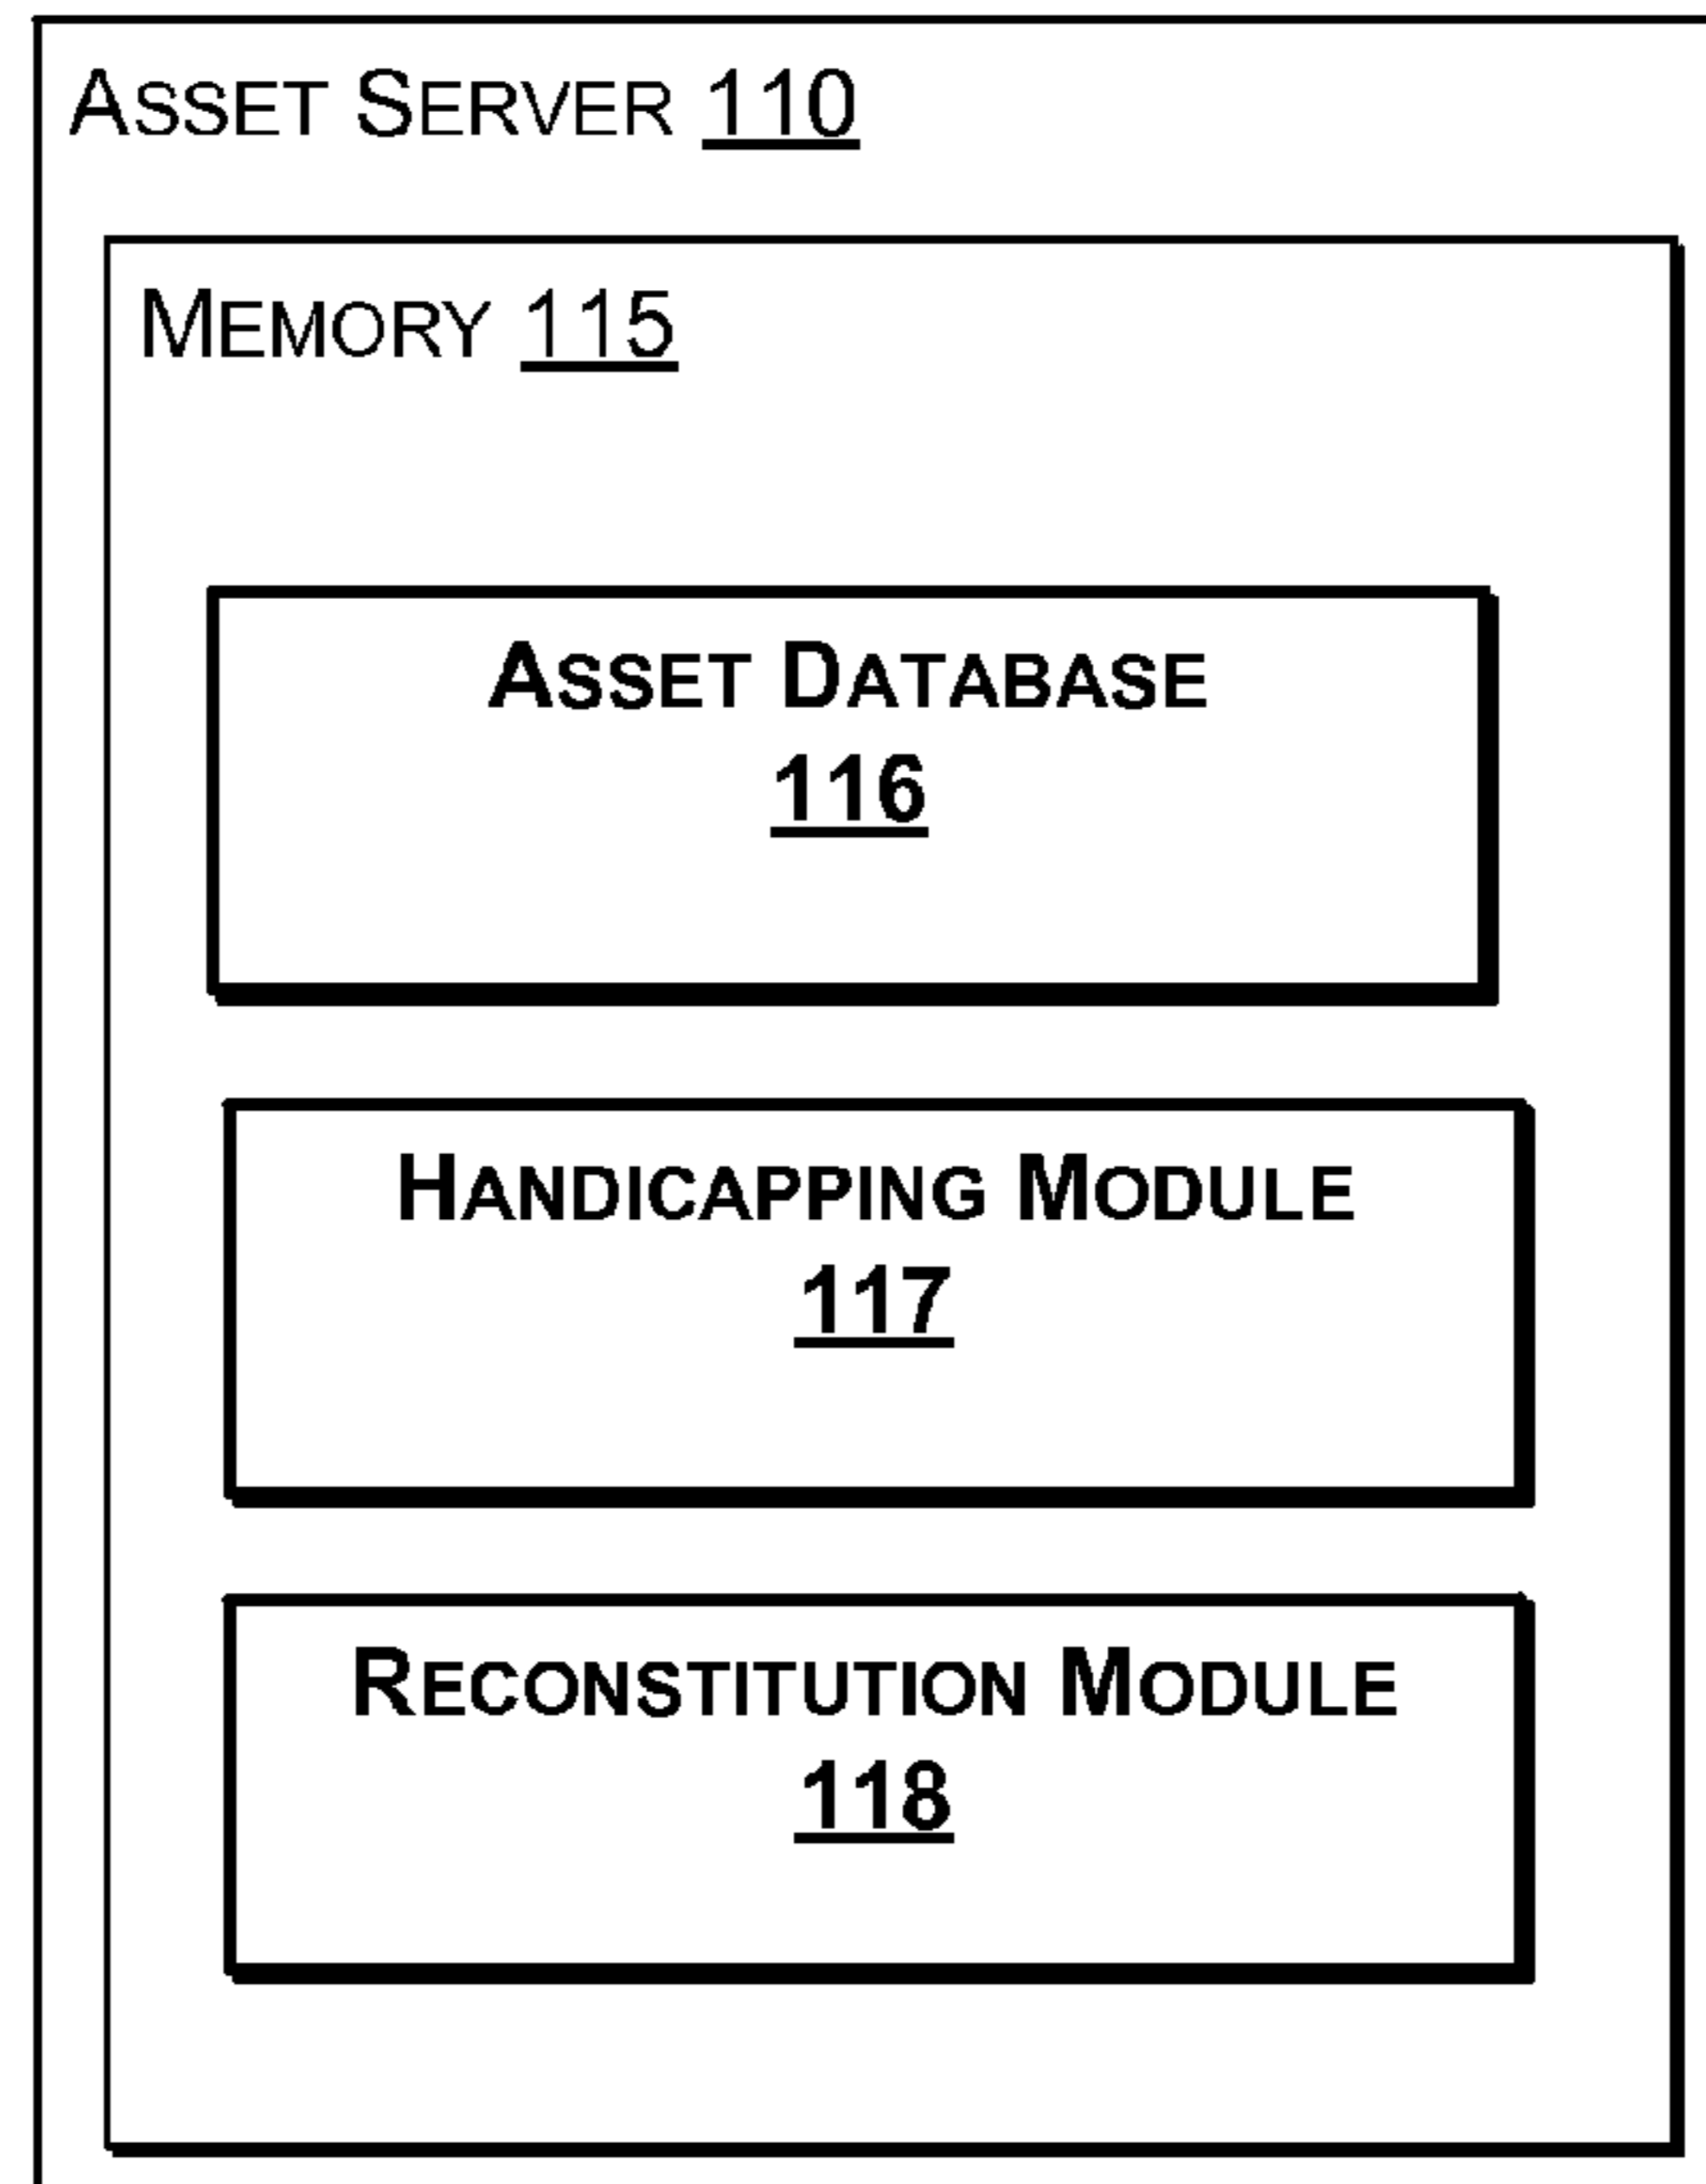 ASSET SERVER 110
MEMORY 115
ASSET DATABASE
116
HANDICAPPING MODULE
117
RECONSTITUTION MODULE
118